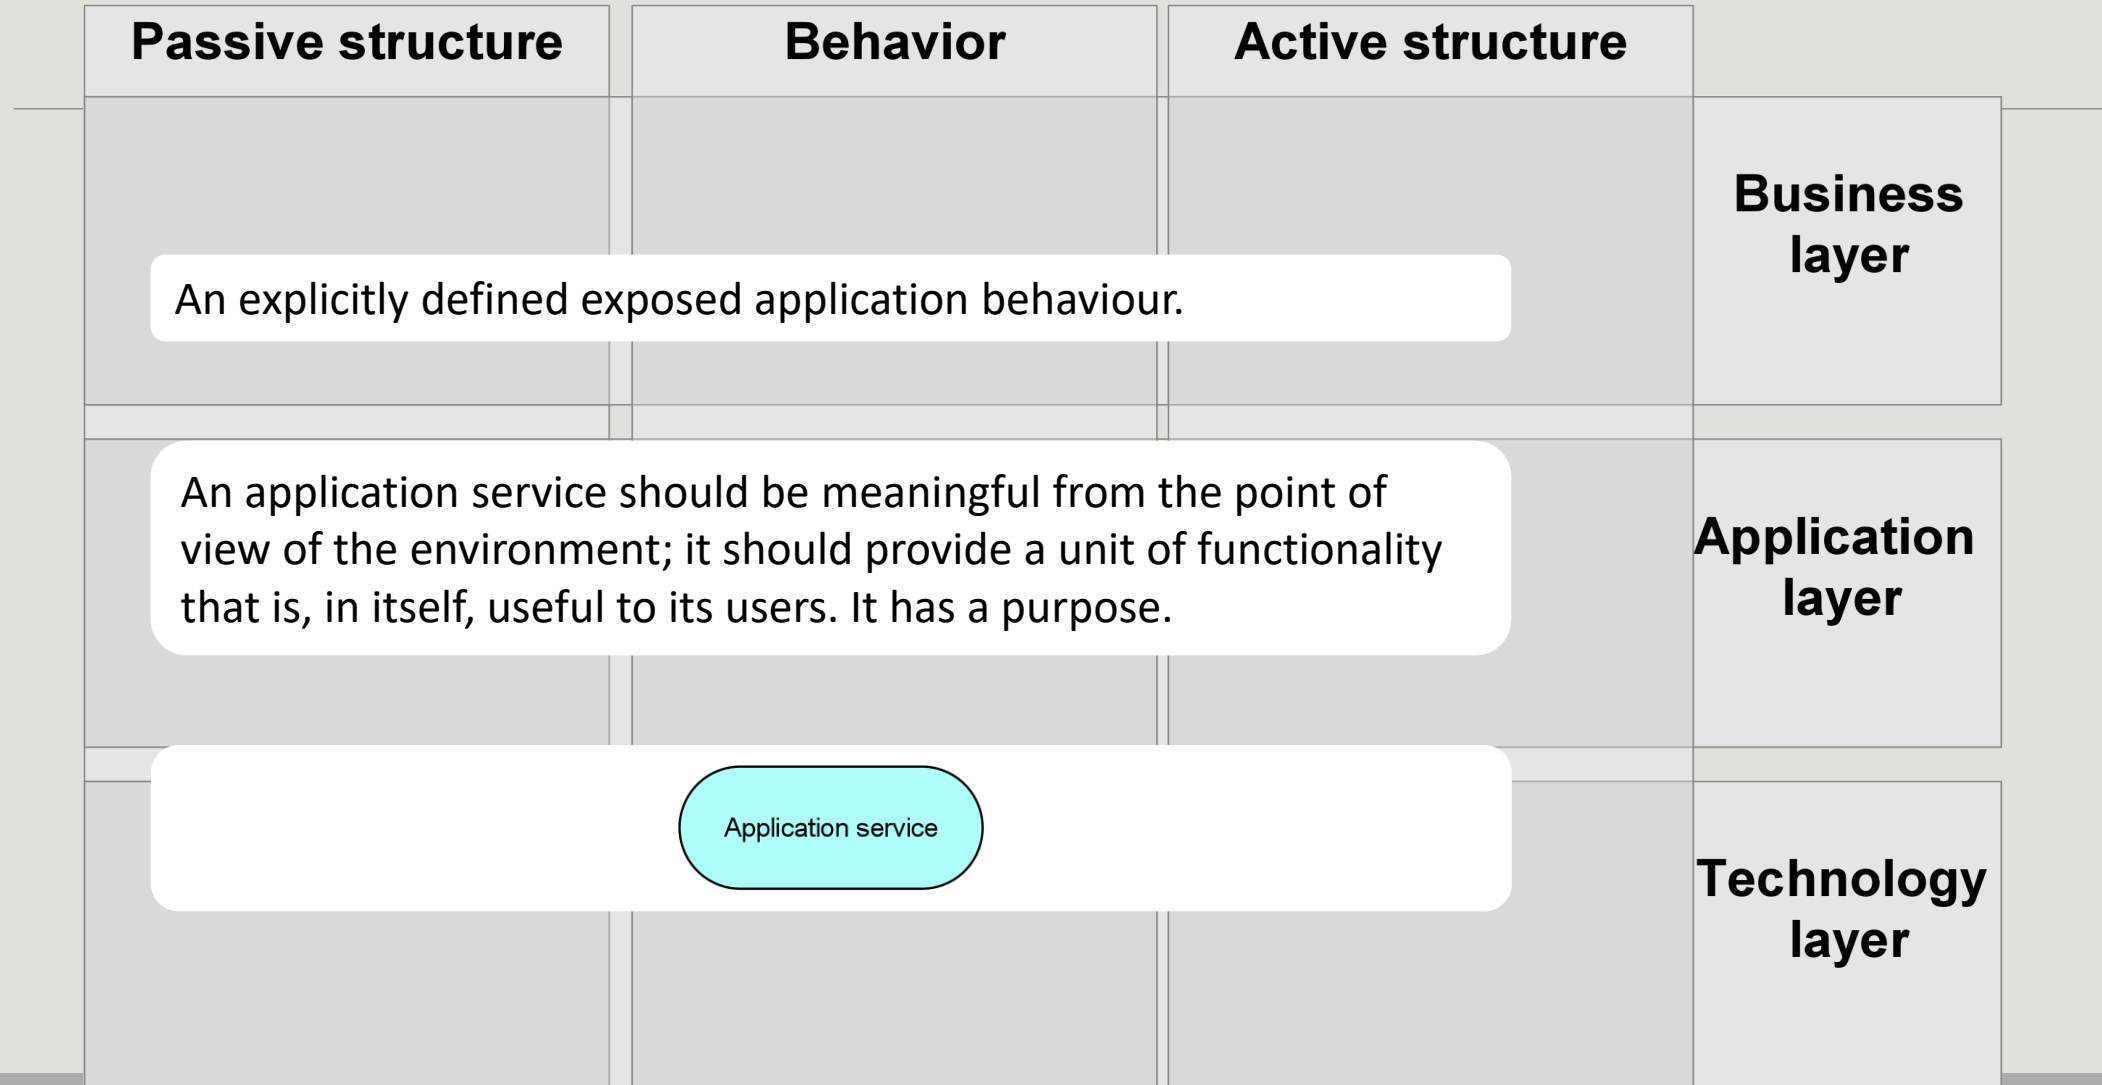 Passive structure
Behavior
Active structure
Business
layer
An explicitly defined exposed application behaviour.
An application service should be meaningful from the point of
view of the environment; it should provide a unit of functionality
that is, in itself, useful to its users. It has a purpose.
Application
layer
Application service
Technology
layer